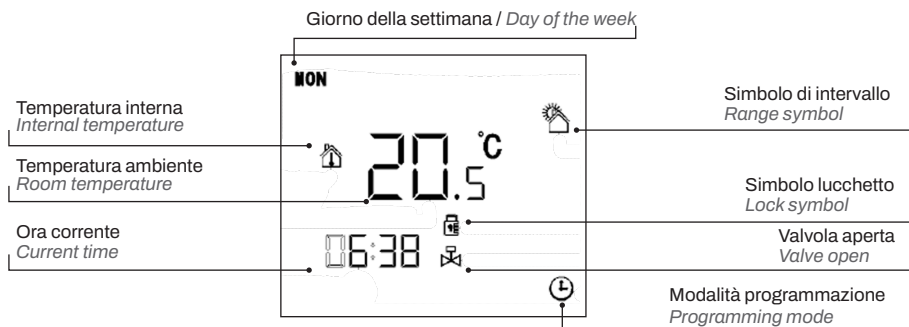 Giorno della settimana / Day of the week
MON
Temperatura interna
Internal temperature
Simbolo di intervallo
Range symbol
20.5 °C
Temperatura ambiente
Room temperature
Simbolo lucchetto
Lock symbol
Ora corrente
Current time
06:38
Valvola aperta
Valve open
Modalità programmazione
Programming mode